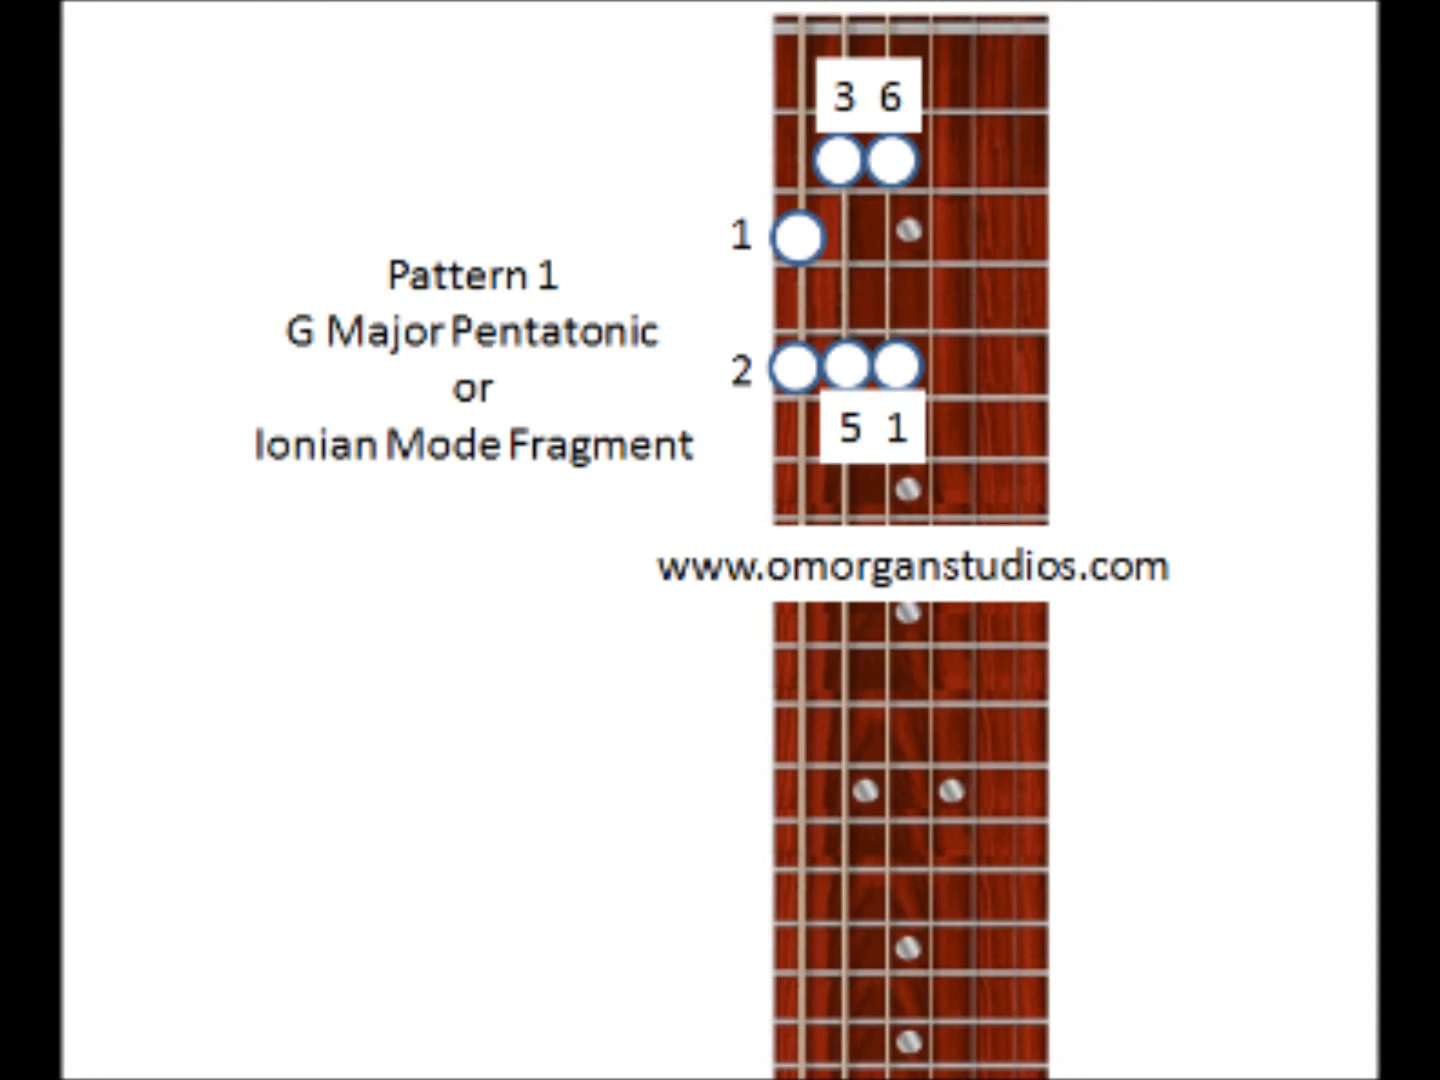 3 6
1
Pattern 1
G Major Pentatonic
or
Ionian Mode Fragment
2
5 1
www.omorganstudios.com